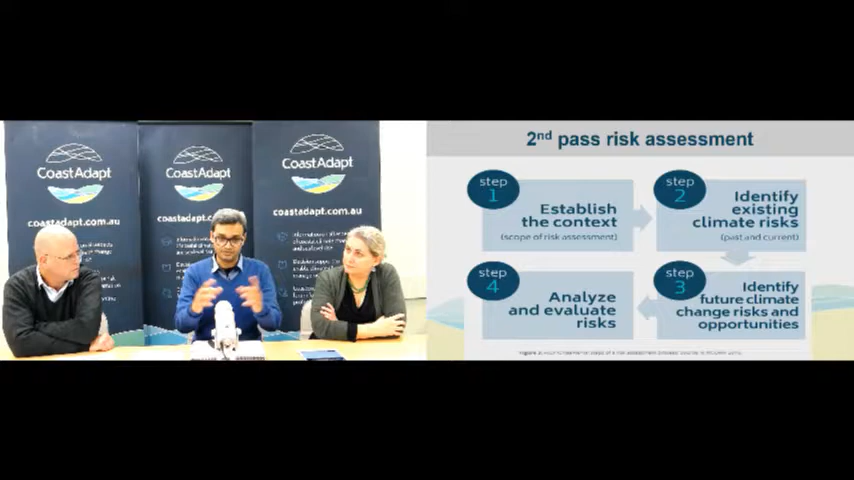 CoastAdapt
CoastAdapt
CoastAdapt
coastadapt.com.au
coastadapt.com.au
coastadapt.com.au
2nd pass risk assessment
step
1
Establish
the context
(scope of risk assessment)
step
2
Identify
existing
climate risks
(past and current)
step
3
Identify
future climate
change risks and
opportunities
step
4
Analyze
and evaluate
risks